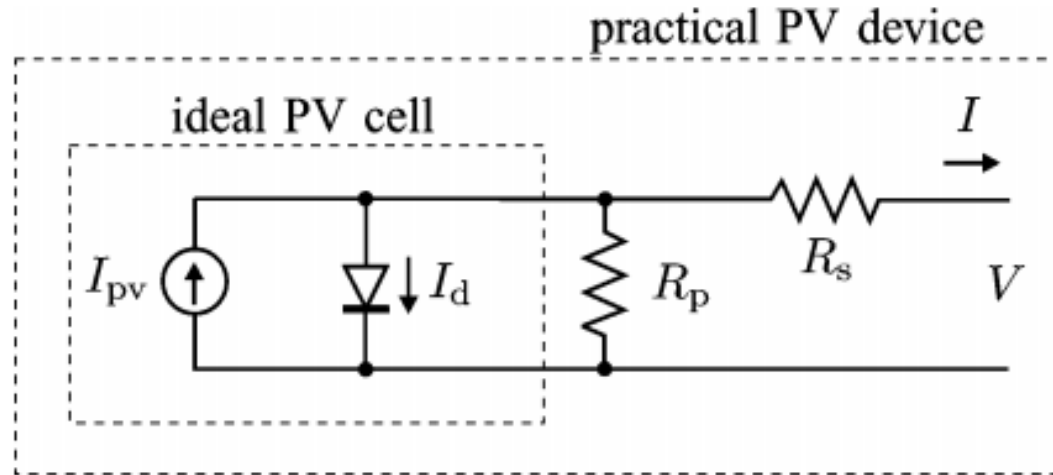 practical PV device
ideal PV cell
I
I_pv
I_d
R_p
R_s
V